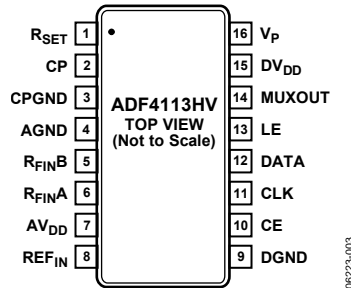 RSET 1
CP 2
CPGND 3
AGND 4
RFINB 5
RFINA 6
AVDD 7
REFIN 8
ADF4113HV
TOP VIEW
(Not to Scale)
16 VP
15 DVDD
14 MUXOUT
13 LE
12 DATA
11 CLK
10 CE
9 DGND
06223-003